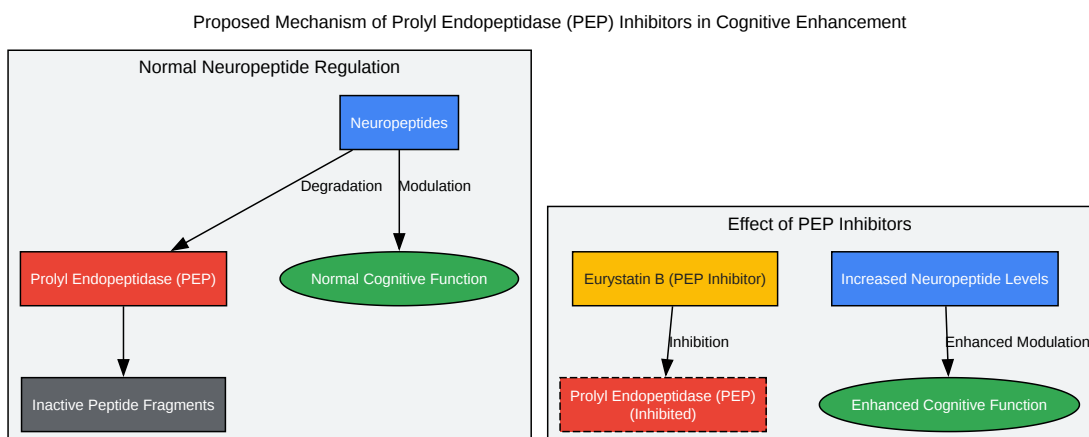 Proposed Mechanism of Prolyl Endopeptidase (PEP) Inhibitors in Cognitive Enhancement
Normal Neuropeptide Regulation
Neuropeptides
Degradation
Modulation
Prolyl Endopeptidase (PEP)
Normal Cognitive Function
Inactive Peptide Fragments
Effect of PEP Inhibitors
Eurystatin B (PEP Inhibitor)
Increased Neuropeptide Levels
Inhibition
Enhanced Modulation
Prolyl Endopeptidase (PEP)
(Inhibited)
Enhanced Cognitive Function